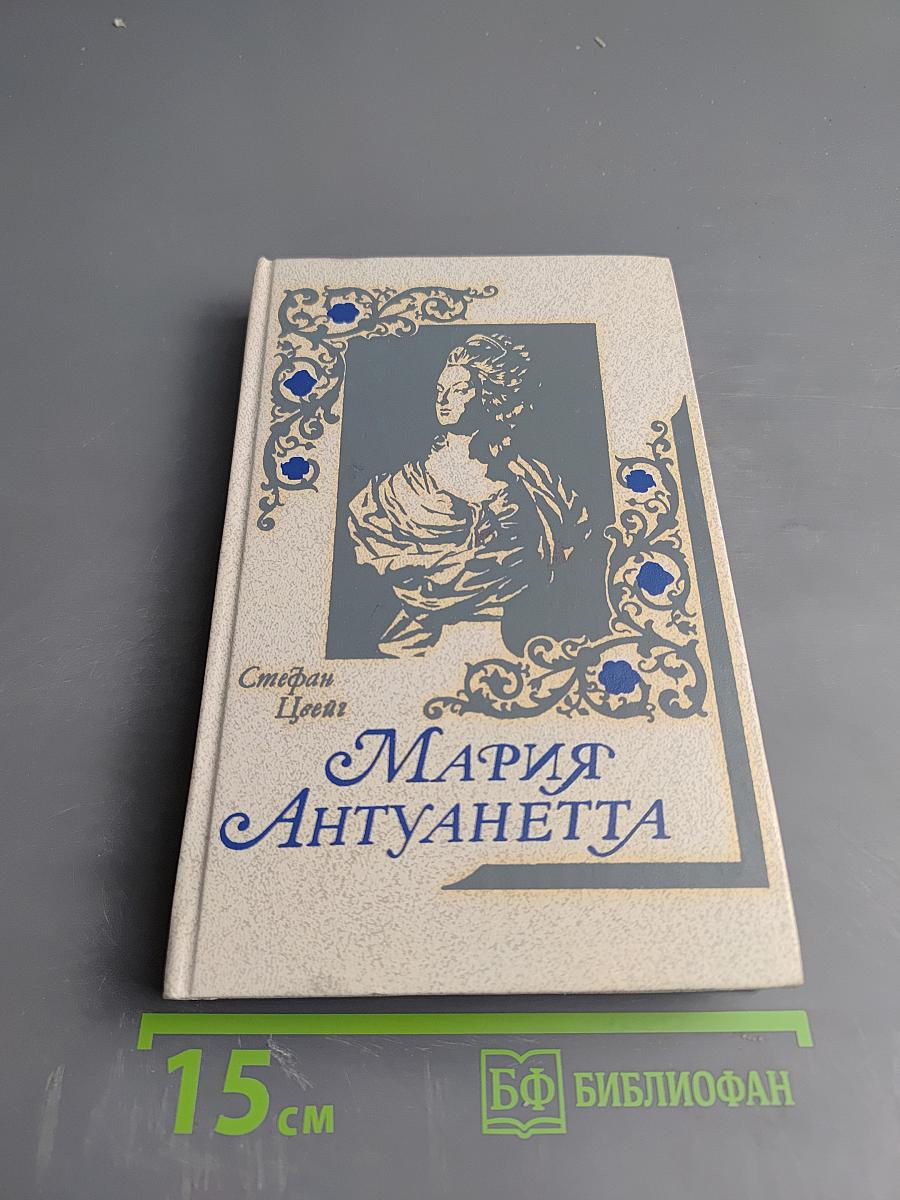 Стефан
Цвейг
Мария
Антуанетта
15 см
БФ БИБЛИОФАН